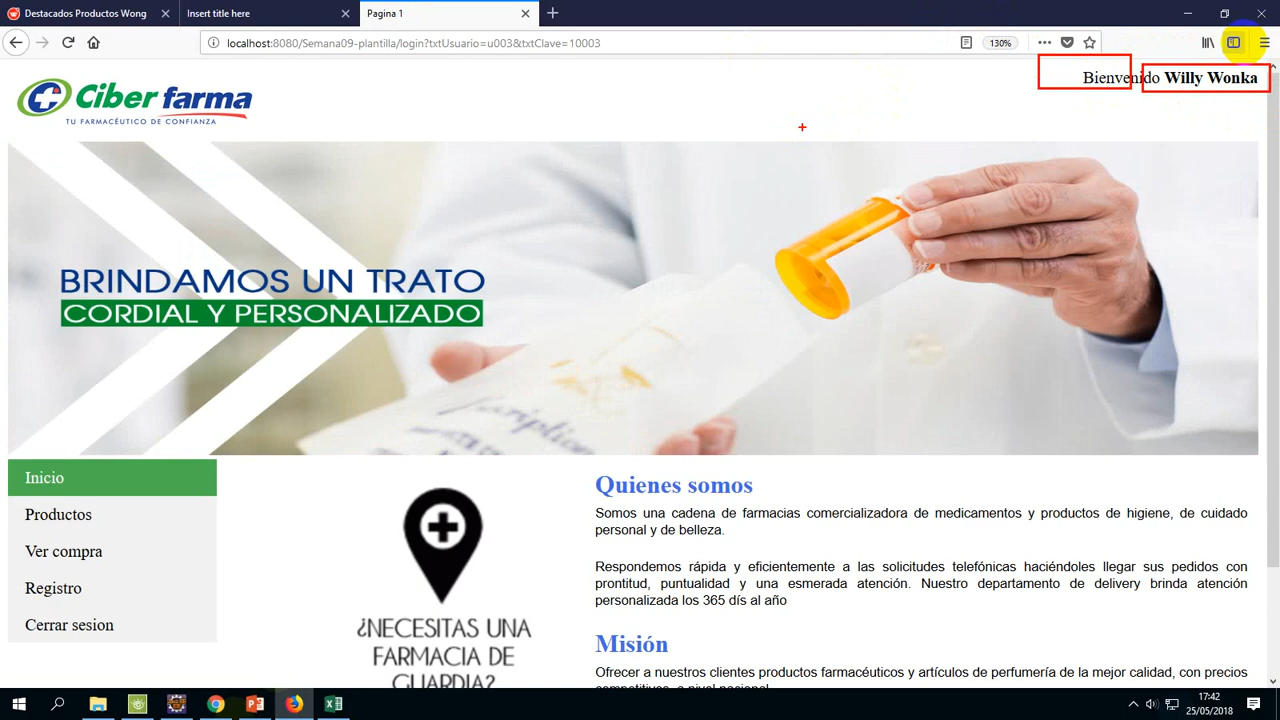 Destacados Productos Wong
Insert title here
Pagina 1
localhost:8080/Semana09-plantilla/login?txtUsuario=u003&txtClave=10003
130%
Bienvenido Willy Wonka
Ciber farma
TU FARMACÉUTICO DE CONFIANZA
BRINDAMOS UN TRATO
CORDIAL Y PERSONALIZADO
Inicio
Productos
Ver compra
Registro
Cerrar sesion
¿NECESITAS UNA
FARMACIA DE
GUARDIA?
Quienes somos
Somos una cadena de farmacias comercializadora de medicamentos y productos de higiene, de cuidado
personal y de belleza.
Respondemos rápida y eficientemente a las solicitudes telefónicas haciéndoles llegar sus pedidos con
prontitud, puntualidad y una esmerada atención. Nuestro departamento de delivery brinda atención
personalizada los 365 dís al año
Misión
Ofrecer a nuestros clientes productos farmacéuticos y artículos de perfumería de la mejor calidad, con precios
competitivos, a nivel nacional
17:42
25/05/2018